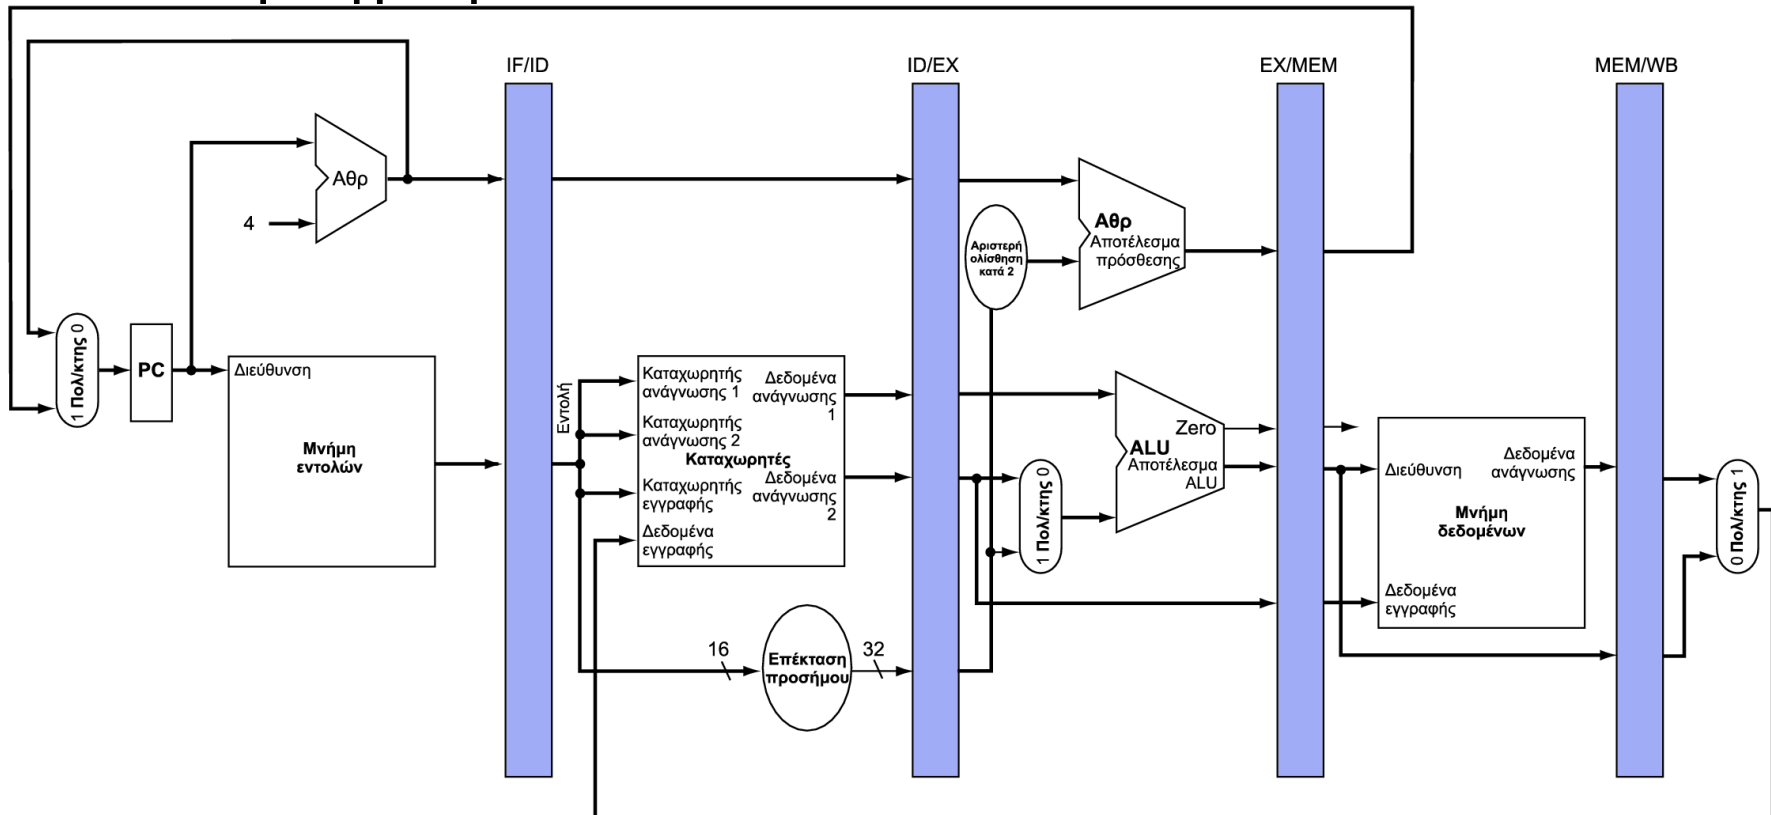 IF/ID
ID/EX
EX/MEM
MEM/WB
Αθρ
4
Αθρ
Αποτέλεσμα
πρόσθεσης
Αριστερή
ολίσθηση
κατά 2
1 Πολ/κτης 0
PC
Διεύθυνση
Μνήμη
εντολών
Εντολή
Καταχωρητής
ανάγνωσης 1
Καταχωρητής
ανάγνωσης 2
Καταχωρητές
Καταχωρητής
εγγραφής
Δεδομένα
εγγραφής
Δεδομένα
ανάγνωσης
1
Δεδομένα
ανάγνωσης
2
16
Επέκταση
προσήμου
32
1 Πολ/κτης 0
Zero
ALU
Αποτέλεσμα
ALU
Διεύθυνση
Δεδομένα
ανάγνωσης
Μνήμη
δεδομένων
Δεδομένα
εγγραφής
0 Πολ/κτης 1